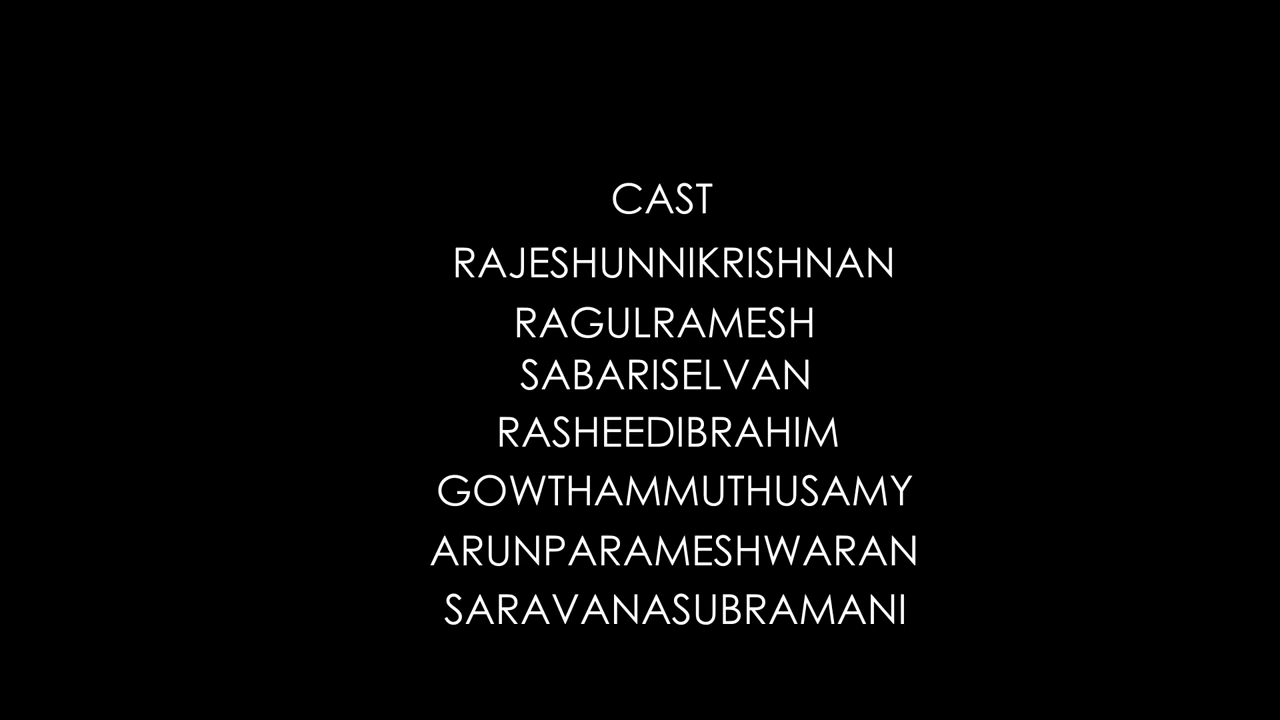 CAST
RAJESHUNNIKRISHNAN
RAGULRAMESH
SABARISELVAN
RASHEEDIBRAHIM
GOWTHAMMUTHUSAMY
ARUNPARAMESHWARAN
SARAVANASUBRAMANI